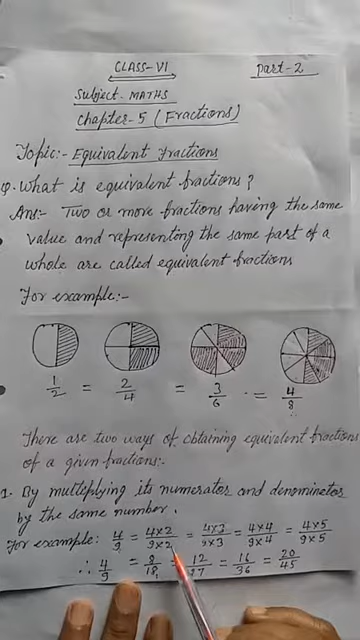 CLASS-VI Part-2
Subject-MATHS
Chapter-5 (Fractions)
Topic:- Equivalent Fractions
Q. What is equivalent fractions?
Ans:- Two or more fractions having the same
value and representing the same part of a
whole are called equivalent fractions
For example:-
1/2 = 2/4 = 3/6 = 4/8
There are two ways of obtaining equivalent fractions
of a given fractions:-
1. By multiplying its numerator and denominator
by the same number.
For example: 4/9 = 4×2/9×2 = 4×3/9×3 = 4×4/9×4 = 4×5/9×5
∴ 4/9 = 8/18 = 12/27 = 16/36 = 20/45